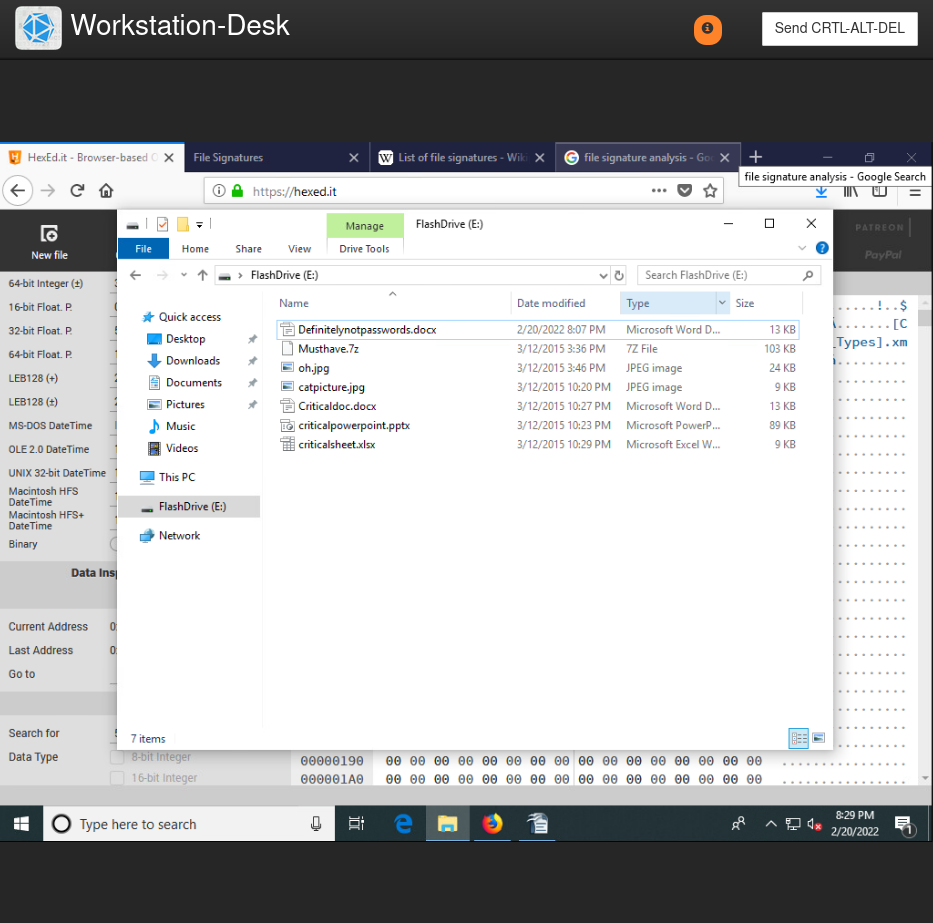 Workstation-Desk
Send CRTL-ALT-DEL
HexEd.it - Browser-based
File Signatures
List of file signatures - Wiki
file signature analysis - Goo
file signature analysis - Google Search
https://hexed.it
New file
PATREON
PayPal
Manage
FlashDrive (E:)
File
Home
Share
View
Drive Tools
FlashDrive (E:)
Search FlashDrive (E:)
Name
Date modified
Type
Size
Definitelynotpasswords.docx 2/20/2022 8:07 PM Microsoft Word D... 13 KB
Musthave.7z 3/12/2015 3:36 PM 7Z File 103 KB
oh.jpg 3/12/2015 3:46 PM JPEG image 24 KB
catpicture.jpg 3/12/2015 10:20 PM JPEG image 9 KB
Criticaldoc.docx 3/12/2015 10:27 PM Microsoft Word D... 13 KB
criticalpowerpoint.pptx 3/12/2015 10:23 PM Microsoft PowerP... 89 KB
criticalsheet.xlsx 3/12/2015 10:29 PM Microsoft Excel W... 9 KB
Quick access
Desktop
Downloads
Documents
Pictures
Music
Videos
This PC
FlashDrive (E:)
Network
7 items
64-bit Integer (±)
16-bit Float. P.
32-bit Float. P.
64-bit Float. P.
LEB128 (+)
LEB128 (±)
MS-DOS DateTime
OLE 2.0 DateTime
UNIX 32-bit DateTime
Macintosh HFS
DateTime
Macintosh HFS+
DateTime
Binary
Data Insp
Current Address
Last Address
Go to
Search for
Data Type
8-bit Integer
16-bit Integer
......!..$
.......[C
_Types].xm
00000190 00 00 00 00 00 00 00 00 00 00 00 00 00 00 00 00 ................
000001A0 00 00 00 00 00 00 00 00 00 00 00 00 00 00 00 00 ................
Type here to search
8:29 PM
2/20/2022
1